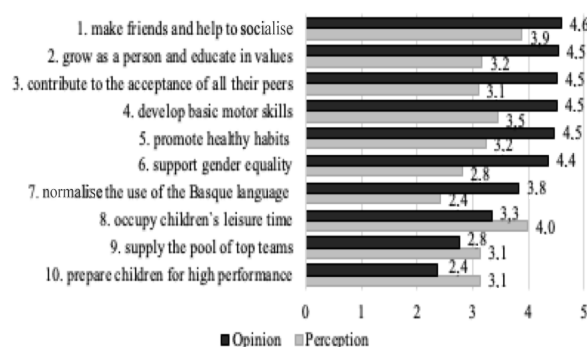 1. make friends and help to socialise
4.6
3.9
2. grow as a person and educate in values
4.5
3.2
3. contribute to the acceptance of all their peers
4.5
3.1
4. develop basic motor skills
4.5
3,5
5. promote healthy habits
4.5
3.2
6. support gender equality
4.4
2.8
7. normalise the use of the Basque language
3.8
2.4
8. occupy children`s leisure time
3,3
4.0
9. supply the pool of top teams
2.8
3.1
10. prepare children for high performance
2.4
3.1
0 1 2 3 4 5
Opinion Perception